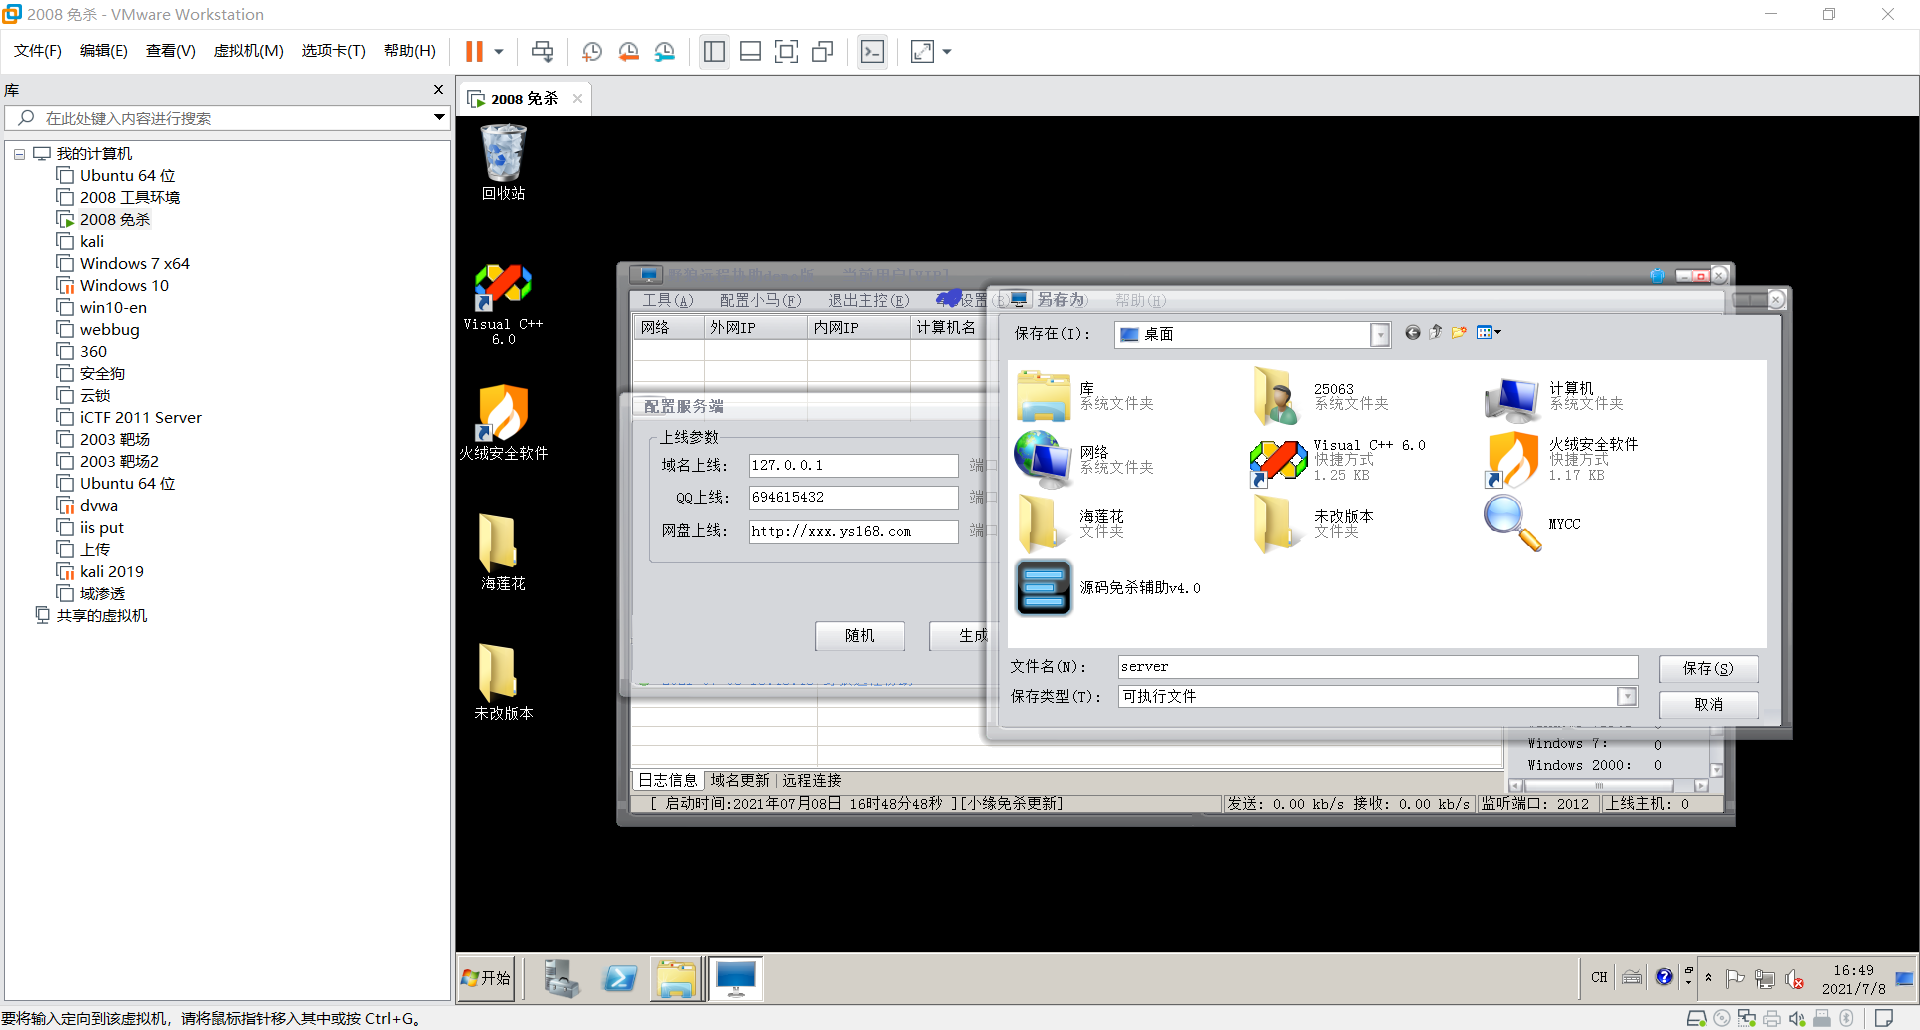 2008 免杀 - VMware Workstation
文件(F) 编辑(E) 查看(V) 虚拟机(M) 选项卡(T) 帮助(H)
库
在此处键入内容进行搜索
我的计算机
Ubuntu 64 位
2008 工具环境
2008 免杀
kali
Windows 7 x64
Windows 10
win10-en
webbug
360
安全狗
云锁
iCTF 2011 Server
2003 靶场
2003 靶场2
Ubuntu 64 位
dvwa
iis put
上传
kali 2019
域渗透
共享的虚拟机
2008 免杀
回收站
Visual C++
6.0
火绒安全软件
海莲花
未改版本
工具(A) 配置小马(F) 退出主控(E) 设置 帮助(H)
网络 外网IP 内网IP 计算机名
配置服务端
上线参数
域名上线: 127.0.0.1 端口
QQ上线: 694615432 端口
网盘上线: http://xxx.ys168.com 端口
随机 生成
另存为
保存在(I): 桌面
库
系统文件夹
25063
系统文件夹
计算机
系统文件夹
网络
系统文件夹
Visual C++ 6.0
快捷方式
1.25 KB
火绒安全软件
快捷方式
1.17 KB
海莲花
文件夹
未改版本
文件夹
MYCC
源码免杀辅助v4.0
文件名(N): server 保存(S)
保存类型(T): 可执行文件 取消
Windows 7: 0
Windows 2000: 0
日志信息 域名更新 远程连接
[ 启动时间:2021年07月08日 16时48分48秒 ][小缘免杀更新] 发送: 0.00 kb/s 接收: 0.00 kb/s 监听端口: 2012 上线主机: 0
开始 CH 16:49
2021/7/8
要将输入定向到该虚拟机，请将鼠标指针移入其中或按 Ctrl+G。